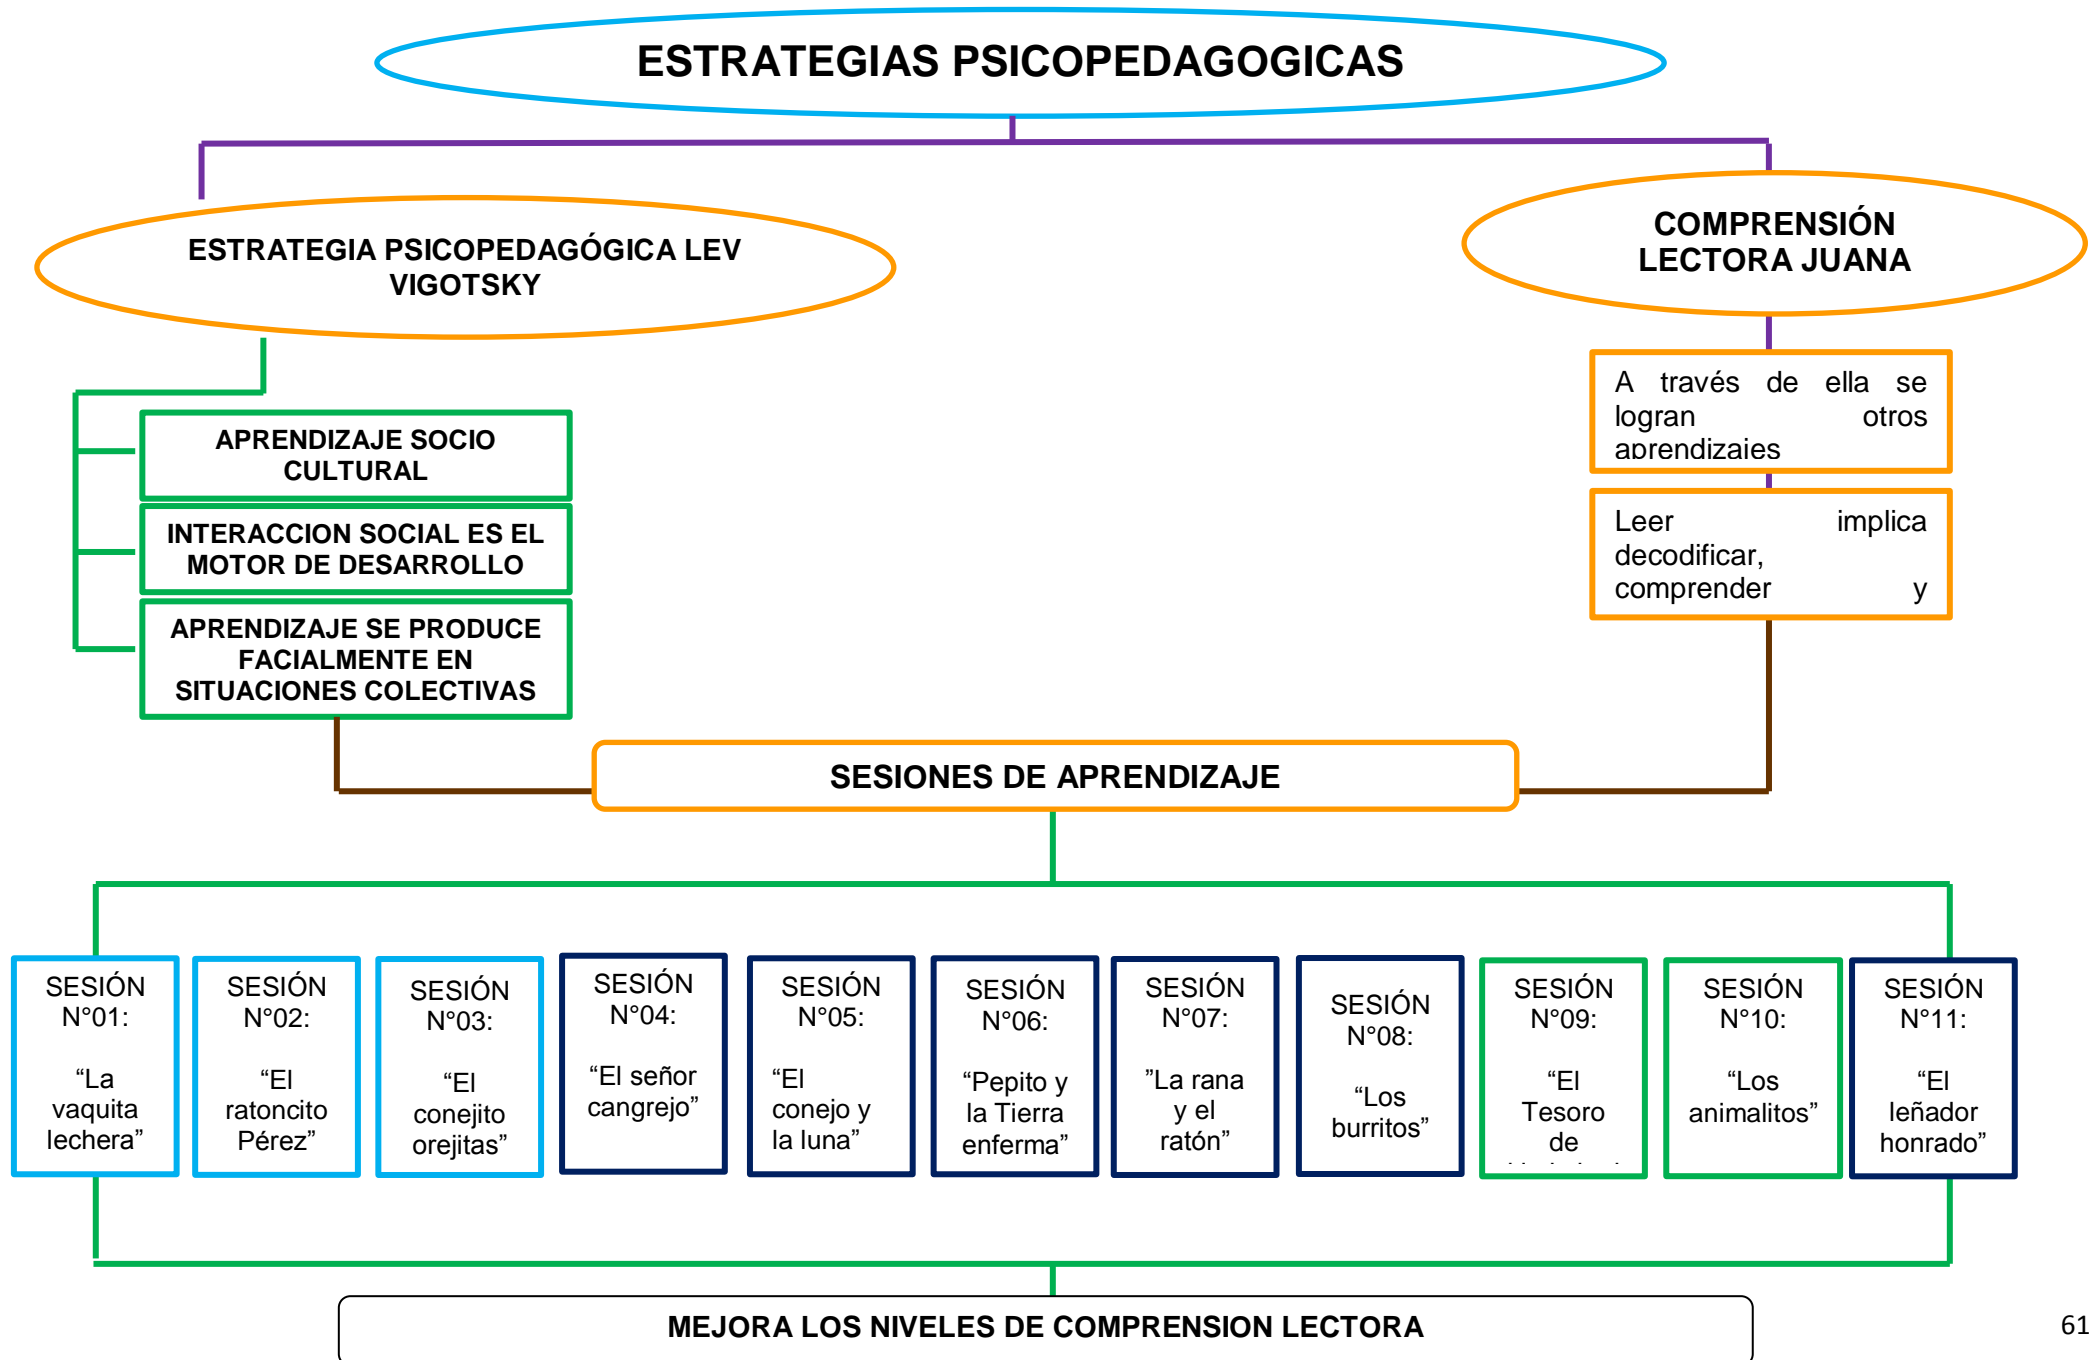 ESTRATEGIAS PSICOPEDAGOGICAS
ESTRATEGIA PSICOPEDAGÓGICA LEV
VIGOTSKY
COMPRENSIÓN
LECTORA JUANA
APRENDIZAJE SOCIO
CULTURAL
INTERACCION SOCIAL ES EL
MOTOR DE DESARROLLO
APRENDIZAJE SE PRODUCE
FACIALMENTE EN
SITUACIONES COLECTIVAS
A través de ella se
logran otros
aprendizajes
Leer implica
decodificar,
comprender y
SESIONES DE APRENDIZAJE
SESIÓN
N°01:
“La
vaquita
lechera”
SESIÓN
N°02:
“El
ratoncito
Pérez”
SESIÓN
N°03:
“El
conejito
orejitas”
SESIÓN
N°04:
“El señor
cangrejo”
SESIÓN
N°05:
“El
conejo y
la luna”
SESIÓN
N°06:
“Pepito y
la Tierra
enferma”
SESIÓN
N°07:
”La rana
y el
ratón”
SESIÓN
N°08:
“Los
burritos”
SESIÓN
N°09:
“El
Tesoro
de
SESIÓN
N°10:
“Los
animalitos”
SESIÓN
N°11:
“El
leñador
honrado”
MEJORA LOS NIVELES DE COMPRENSION LECTORA
61